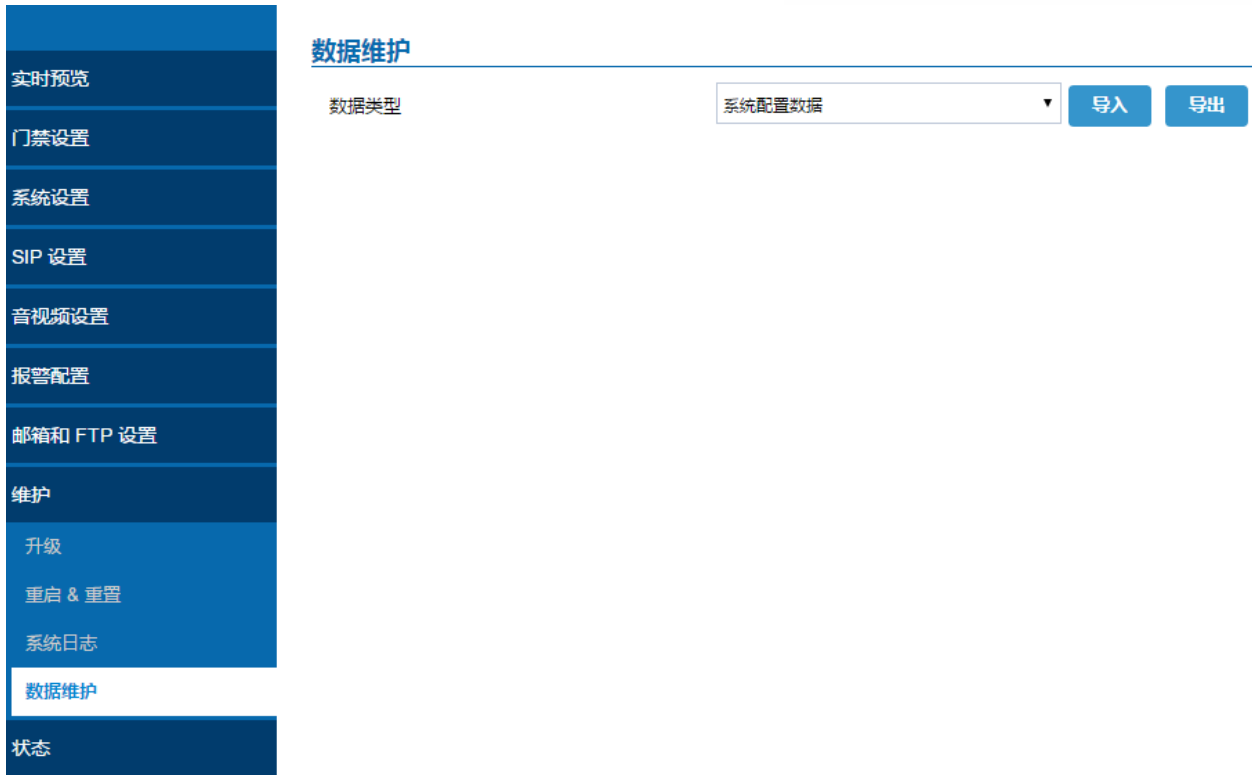 实时预览
门禁设置
系统设置
SIP 设置
音视频设置
报警配置
邮箱和 FTP 设置
维护
升级
重启 & 重置
系统日志
数据维护
状态
数据维护
数据类型 系统配置数据 ▼ 导入 导出